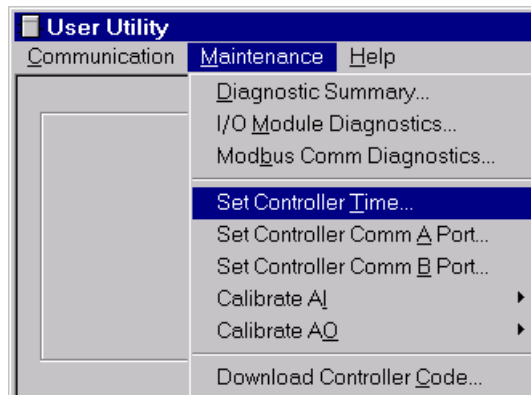 User Utility
Communication Maintenance Help
Diagnostic Summary...
I/O Module Diagnostics...
Modbus Comm Diagnostics...
Set Controller Time...
Set Controller Comm A Port...
Set Controller Comm B Port...
Calibrate AI
Calibrate AO
Download Controller Code...